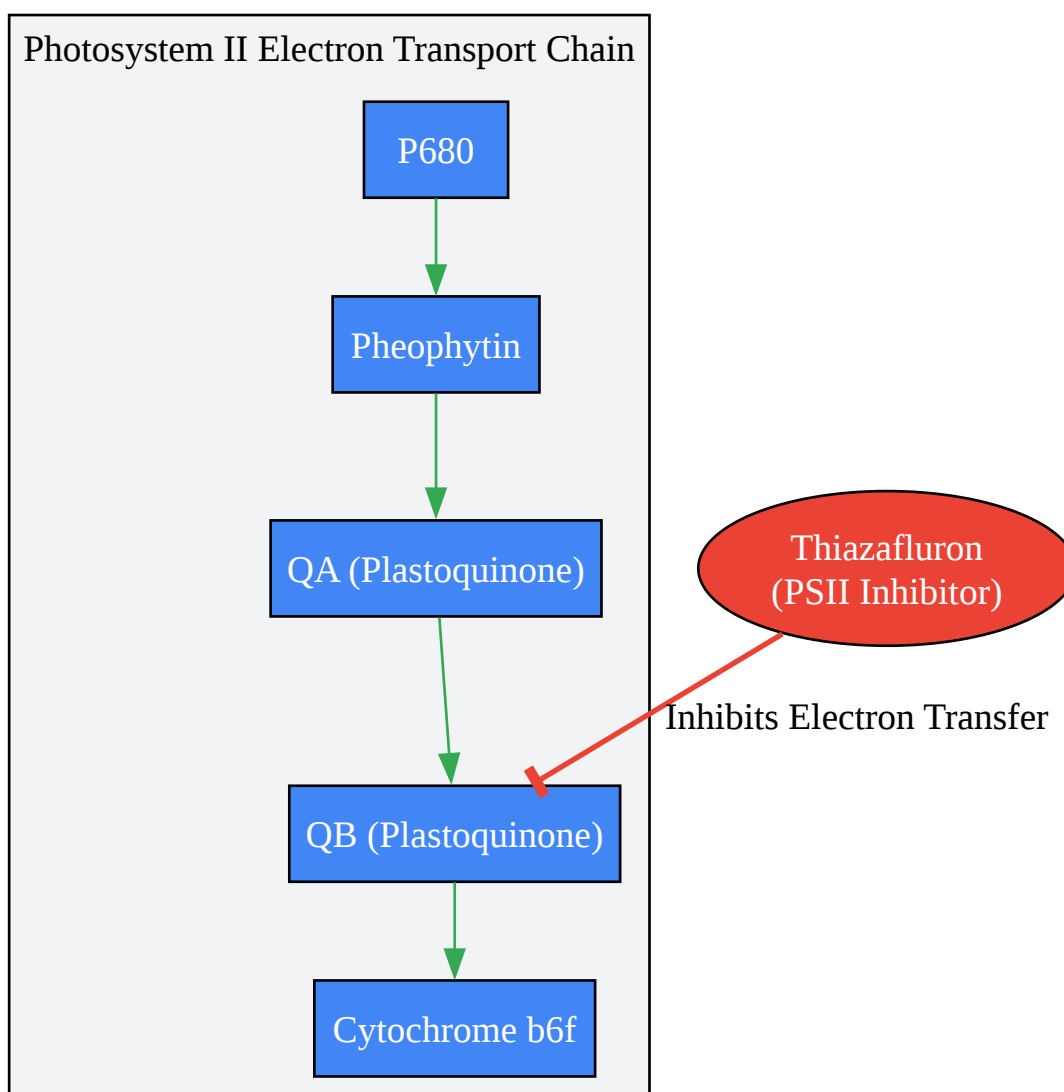 Photosystem II Electron Transport Chain
P680
Pheophytin
QA (Plastoquinone)
Thiazafluron
(PSII Inhibitor)
Inhibits Electron Transfer
QB (Plastoquinone)
Cytochrome b6f